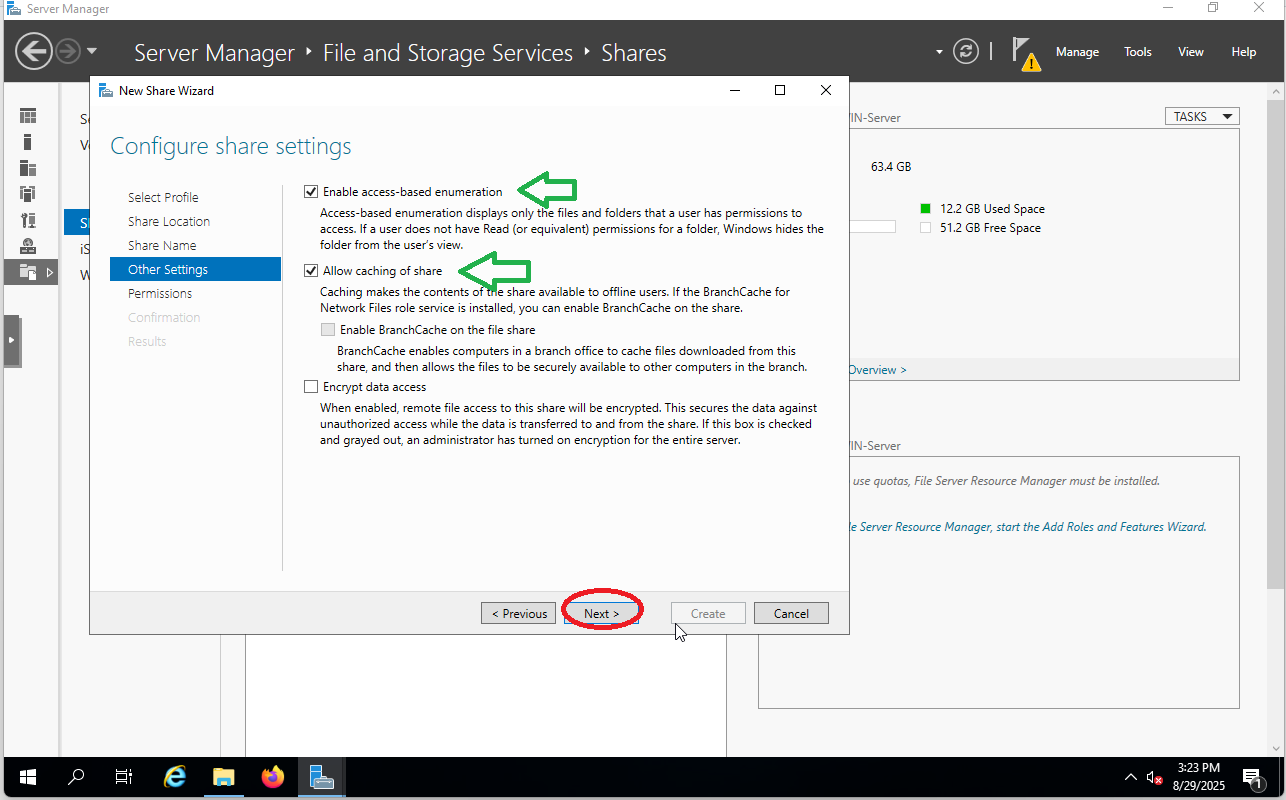 Server Manager
Server Manager ‣ File and Storage Services ‣ Shares
Manage Tools View Help
New Share Wizard
Configure share settings
Select Profile
Share Location
Share Name
Other Settings
Permissions
Confirmation
Results
Enable access-based enumeration
Access-based enumeration displays only the files and folders that a user has permissions to
access. If a user does not have Read (or equivalent) permissions for a folder, Windows hides the
folder from the user's view.
Allow caching of share
Caching makes the contents of the share available to offline users. If the BranchCache for
Network Files role service is installed, you can enable BranchCache on the share.
Enable BranchCache on the file share
BranchCache enables computers in a branch office to cache files downloaded from this
share, and then allows the files to be securely available to other computers in the branch.
Encrypt data access
When enabled, remote file access to this share will be encrypted. This secures the data against
unauthorized access while the data is transferred to and from the share. If this box is checked
and grayed out, an administrator has turned on encryption for the entire server.
< Previous
Next >
Create
Cancel
IN-Server
TASKS
63.4 GB
12.2 GB Used Space
51.2 GB Free Space
Overview >
IN-Server
use quotas, File Server Resource Manager must be installed.
Server Resource Manager, start the Add Roles and Features Wizard.
3:23 PM
8/29/2025
1